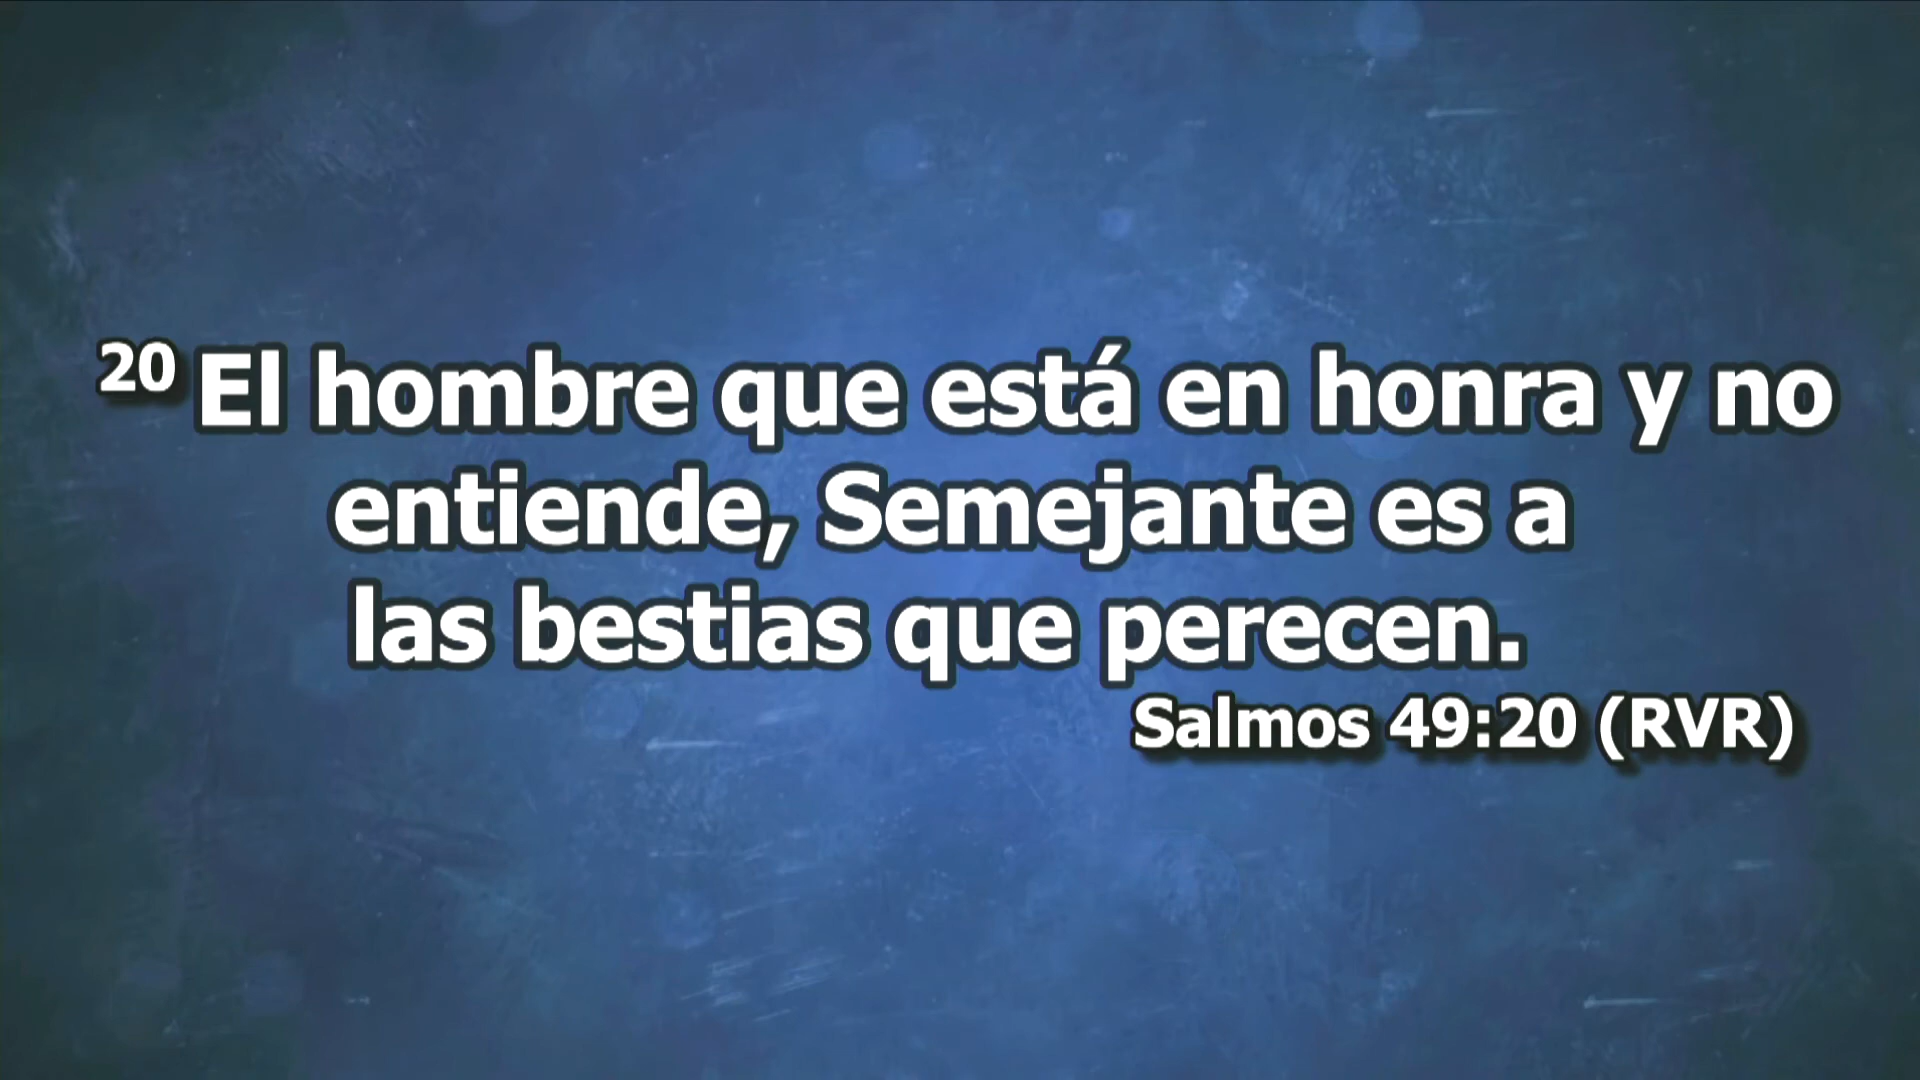 20 El hombre que está en honra y no
entiende, Semejante es a
las bestias que perecen.
Salmos 49:20 (RVR)